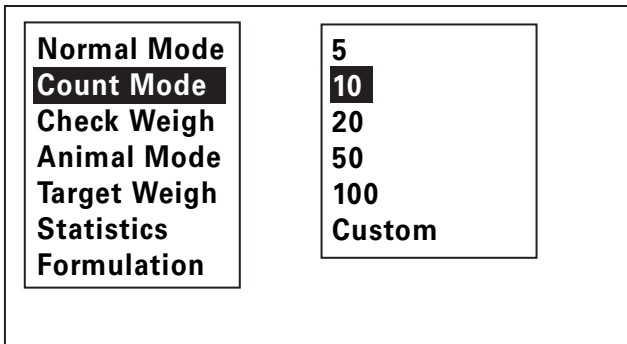 Normal Mode
Count Mode
Check Weigh
Animal Mode
Target Weigh
Statistics
Formulation
5
10
20
50
100
Custom